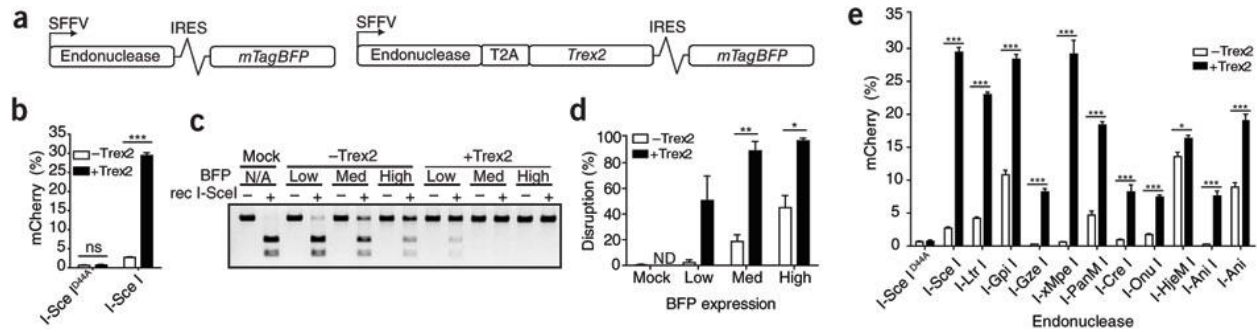 a
SFFV
Endonuclease
IRES
mTagBFP
SFFV
Endonuclease
T2A
Trex2
IRES
mTagBFP
b
mCherry (%)
35
30
25
20
15
10
5
0
–Trex2
+Trex2
ns
***
I-Sce I D44A
I-Sce I
c
Mock –Trex2 +Trex2
BFP N/A Low Med High Low Med High
rec I-SceI – + – + – + – + – + – + – +
d
Disruption (%)
100
80
60
40
20
0
–Trex2
+Trex2
ND
**
*
Mock Low Med High
BFP expression
e
mCherry (%)
35
30
25
20
15
10
5
0
–Trex2
+Trex2
*** *** *** *** *** *** *** *** * *** ***
I-Sce I D44A
I-Sce I
I-Ltr I
I-Gpi I
I-Gze I
I-xMpe I
I-PanM I
I-Cre I
I-Onu I
I-HjeM I
I-Ani I
I-Ani
Endonuclease